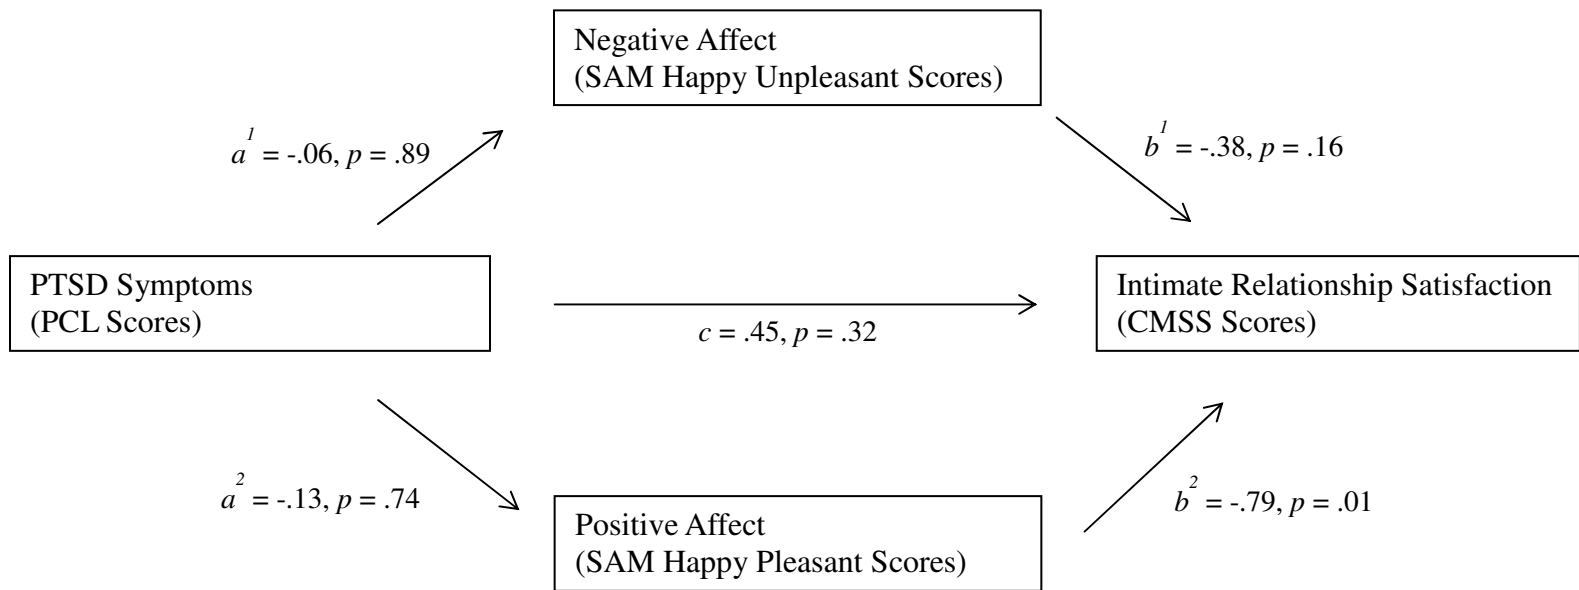 Negative Affect
(SAM Happy Unpleasant Scores)
a¹ = -.06, p = .89
b¹ = -.38, p = .16
PTSD Symptoms
(PCL Scores)
c = .45, p = .32
Intimate Relationship Satisfaction
(CMSS Scores)
a² = -.13, p = .74
b² = -.79, p = .01
Positive Affect
(SAM Happy Pleasant Scores)